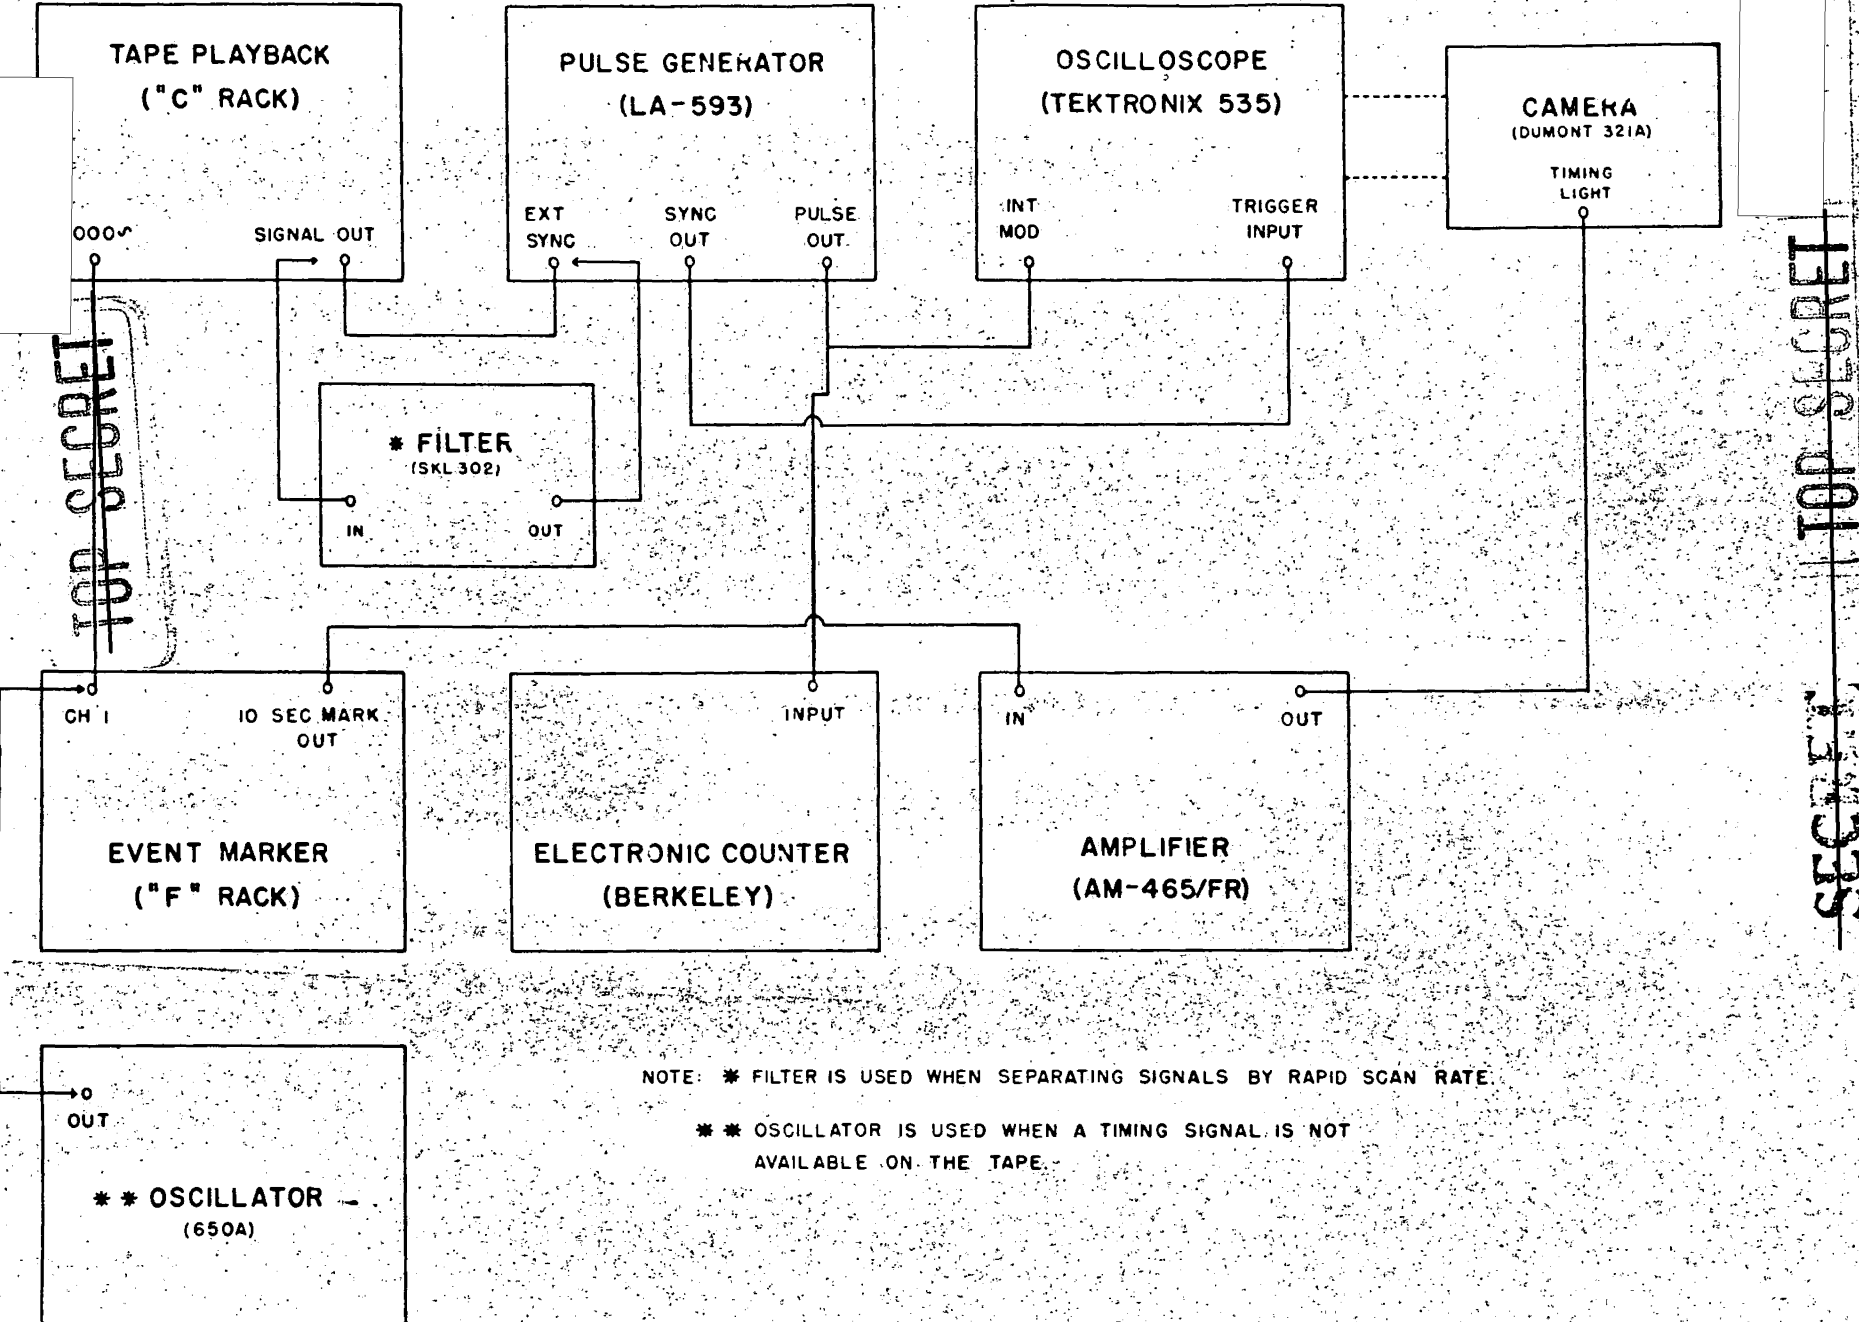 TAPE PLAYBACK
("C" RACK)
000~
SIGNAL OUT
PULSE GENERATOR
(LA-593)
EXT
SYNC
SYNC
OUT
PULSE
OUT
OSCILLOSCOPE
(TEKTRONIX 535)
INT
MOD
TRIGGER
INPUT
CAMERA
(DUMONT 321A)
TIMING
LIGHT
* FILTER
(SKL 302)
IN
OUT
TOP SECRET
TOP SECRET
SECRET
CH 1
10 SEC MARK
OUT
EVENT MARKER
("F" RACK)
INPUT
ELECTRONIC COUNTER
(BERKELEY)
IN
OUT
AMPLIFIER
(AM-465/FR)
OUT
** OSCILLATOR
(650A)
NOTE: * FILTER IS USED WHEN SEPARATING SIGNALS BY RAPID SCAN RATE.
** OSCILLATOR IS USED WHEN A TIMING SIGNAL IS NOT
AVAILABLE ON THE TAPE.